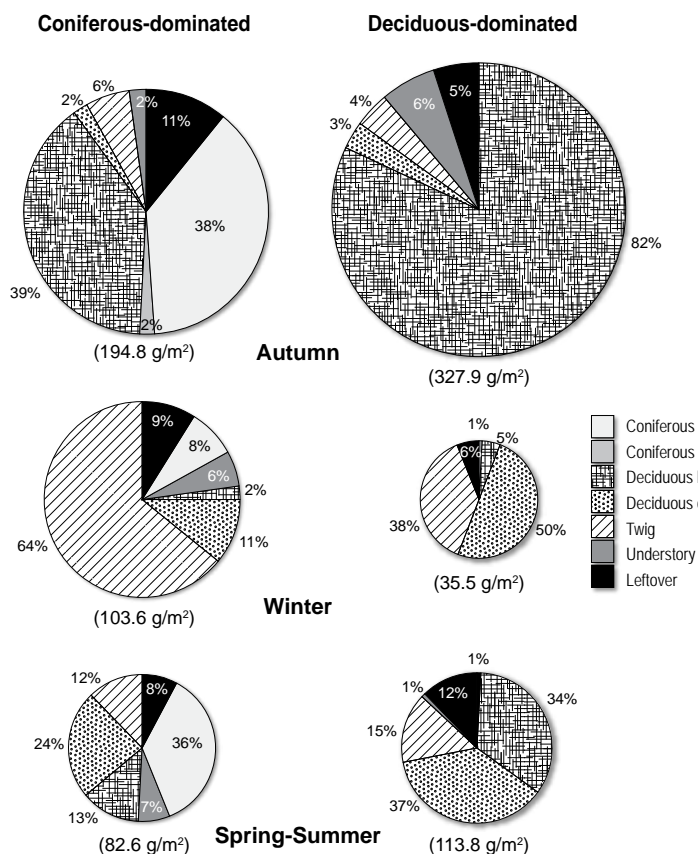 Coniferous-dominated
Deciduous-dominated
2%
6%
2%
11%
38%
2%
39%
(194.8 g/m²)
4%
6%
5%
3%
82%
(327.9 g/m²)
Autumn
9%
8%
6%
2%
11%
64%
(103.6 g/m²)
1%
6%
5%
38%
50%
(35.5 g/m²)
Winter
Coniferous
Coniferous
Deciduous
Deciduous
Twig
Understory
Leftover
12%
8%
36%
24%
7%
13%
(82.6 g/m²)
1%
1%
12%
34%
15%
37%
(113.8 g/m²)
Spring-Summer